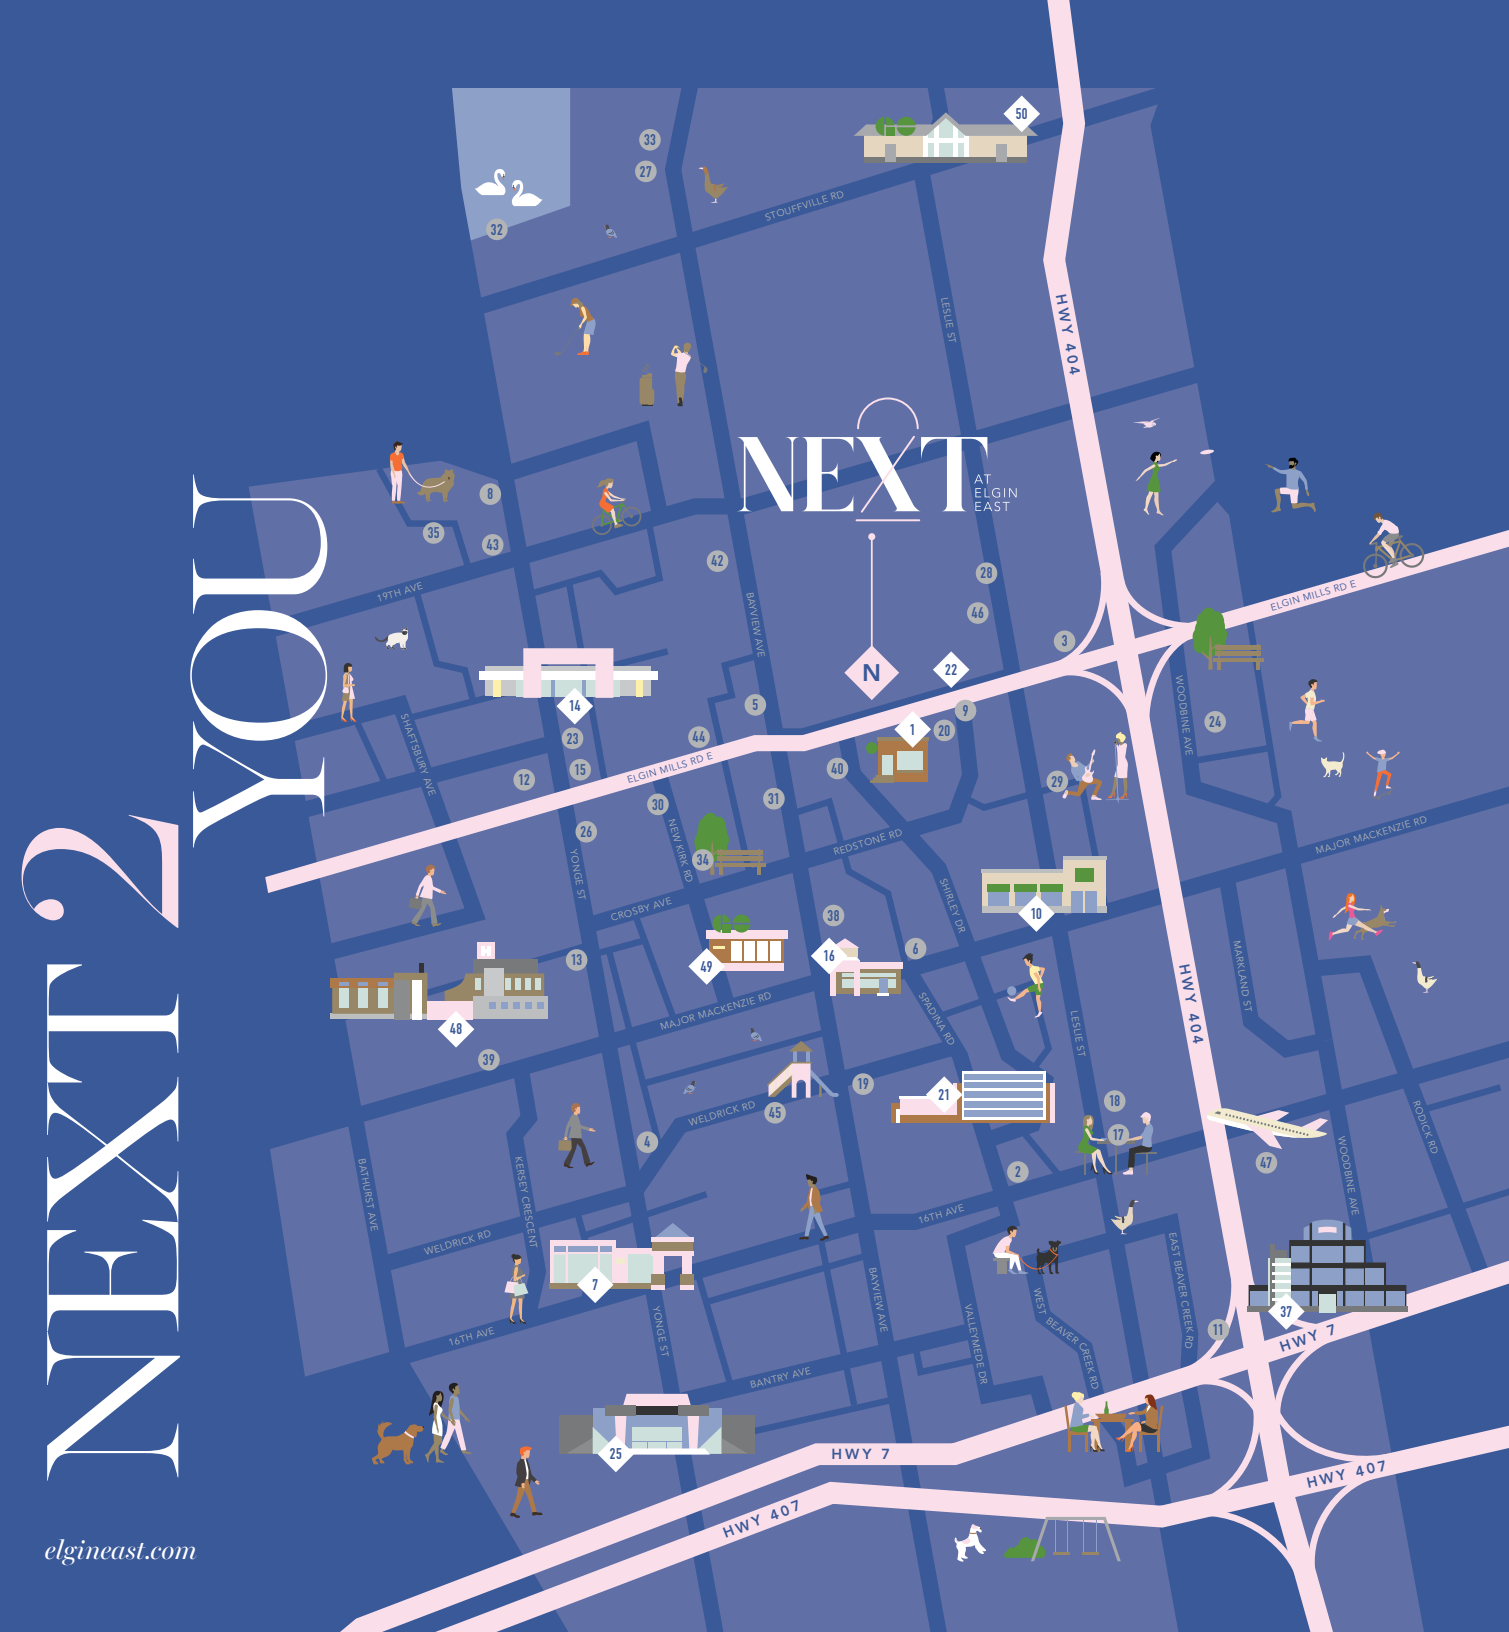 NEXT 2
YOU
elgineast.com
50
33
27
32
STOUFFVILLE RD
LESLIE ST
HWY 404
NEXT
AT
ELGIN
EAST
8
35
43
42
28
46
19TH AVE
BAYVIEW AVE
3
ELGIN MILLS RD E
N
22
14
5
9
1
20
24
WOODBINE AVE
SHAFTSBURY AVE
23
44
12
15
ELGIN MILLS RD E
40
29
30
31
26
NEW KIRK RD
34
REDSTONE RD
MAJOR MACKENZIE RD
YONGE ST
CROSBY AVE
SHIRLEY DR
10
38
H
13
49
16
6
MARKLAND ST
HWY 404
48
MAJOR MACKENZIE RD
SPADINA RD
LESLIE ST
39
19
21
18
45
WELDRICK RD
4
17
47
RODICK RD
2
WOODBINE AVE
BATHURST AVE
KERSEY CRESCENT
WELDRICK RD
16TH AVE
EAST BEAVER CREEK RD
7
37
11
HWY 7
16TH AVE
YONGE ST
BAYVIEW AVE
VALLEYMEDE DR
WEST BEAVER CREEK RD
BANTRY AVE
25
HWY 7
HWY 407
HWY 407